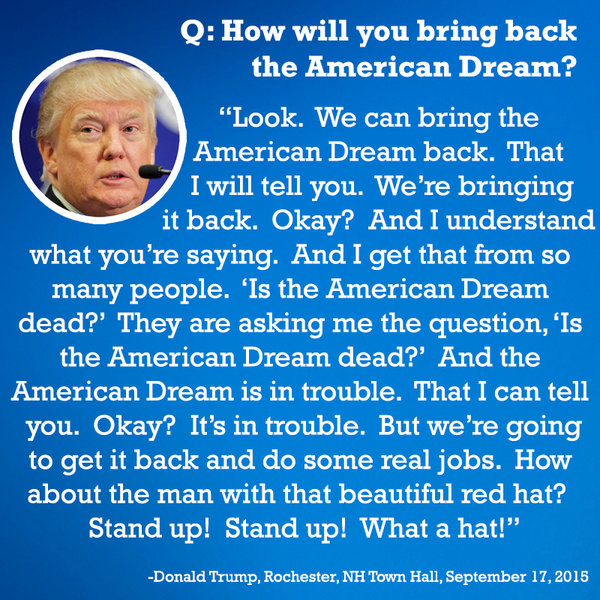 Q: How will you bring back
the American Dream?
“Look.  We can bring the
American Dream back.  That
I will tell you.  We’re bringing
it back.  Okay?  And I understand
what you’re saying.  And I get that from so
many people.  ‘Is the American Dream
dead?’  They are asking me the question, ‘Is
the American Dream dead?’  And the
American Dream is in trouble.  That I can tell
you.  Okay?  It’s in trouble.  But we’re going
to get it back and do some real jobs.  How
about the man with that beautiful red hat?
Stand up!  Stand up!  What a hat!”
-Donald Trump, Rochester, NH Town Hall, September 17, 2015